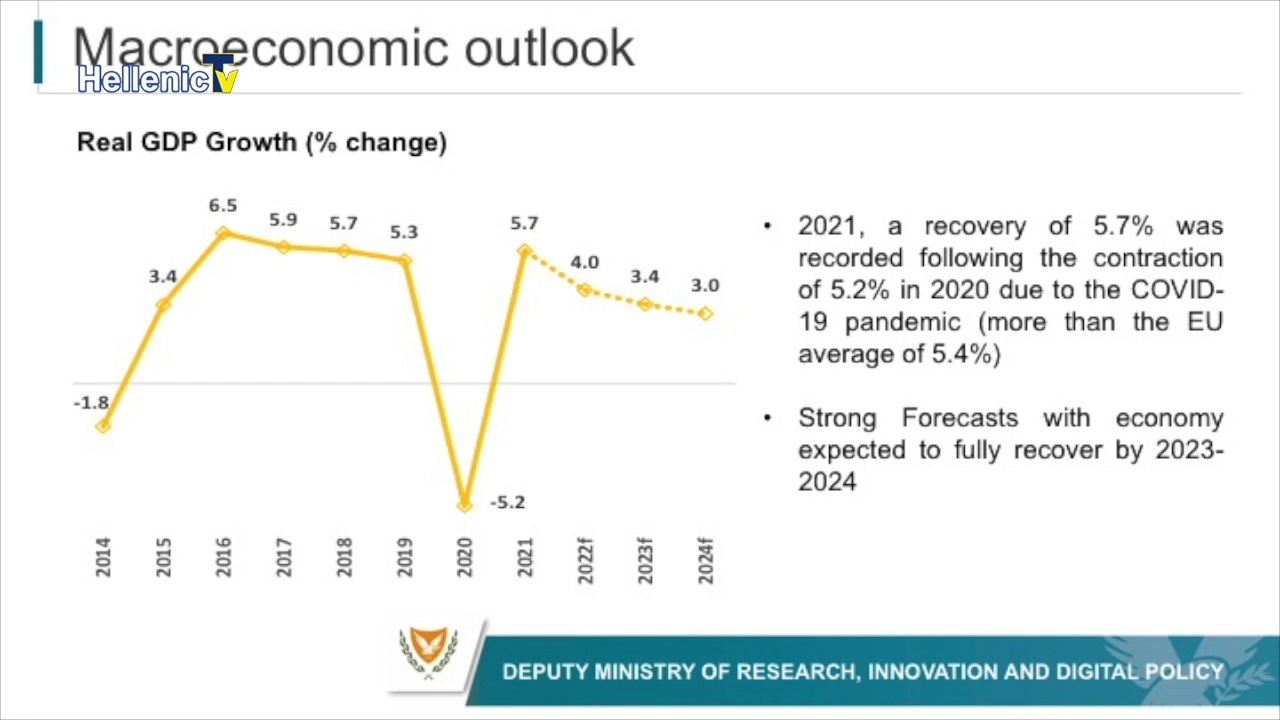 Macroeconomic outlook
HellenicTv
Real GDP Growth (% change)
6.5
5.9
5.7
5.3
5.7
3.4
4.0
3.4
3.0
-1.8
-5.2
2014
2015
2016
2017
2018
2019
2020
2021
2022f
2023f
2024f
• 2021, a recovery of 5.7% was
recorded following the contraction
of 5.2% in 2020 due to the COVID-
19 pandemic (more than the EU
average of 5.4%)
• Strong Forecasts with economy
expected to fully recover by 2023-
2024
DEPUTY MINISTRY OF RESEARCH, INNOVATION AND DIGITAL POLICY